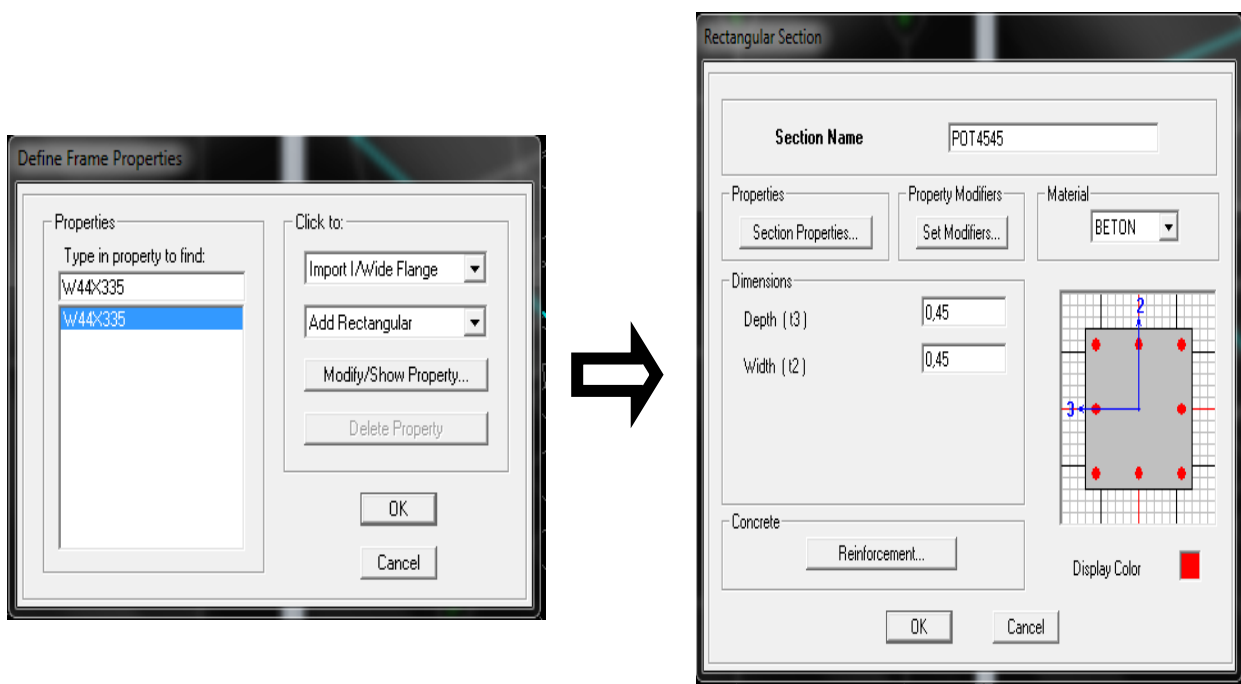 Define Frame Properties
Properties
Type in property to find:
W44X335
W44X335
Click to:
Import I/Wide Flange
Add Rectangular
Modify/Show Property...
Delete Property
OK
Cancel
Rectangular Section
Section Name
POT4545
Properties
Section Properties...
Property Modifiers
Set Modifiers...
Material
BETON
Dimensions
Depth ( t3 )
0,45
Width ( t2 )
0,45
2
3
Concrete
Reinforcement...
Display Color
OK
Cancel